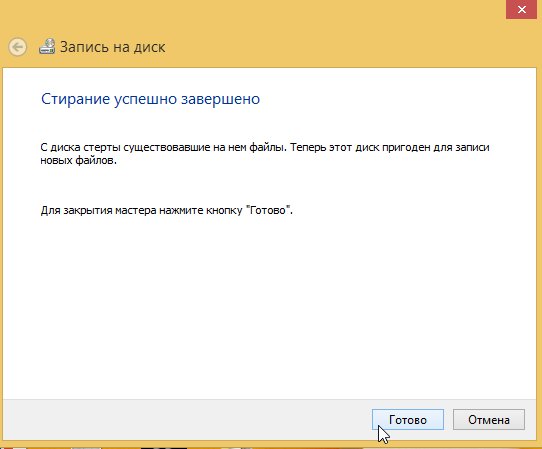 Запись на диск
Стирание успешно завершено
С диска стерты существовавшие на нем файлы. Теперь этот диск пригоден для записи
новых файлов.
Для закрытия мастера нажмите кнопку "Готово".
Готово
Отмена